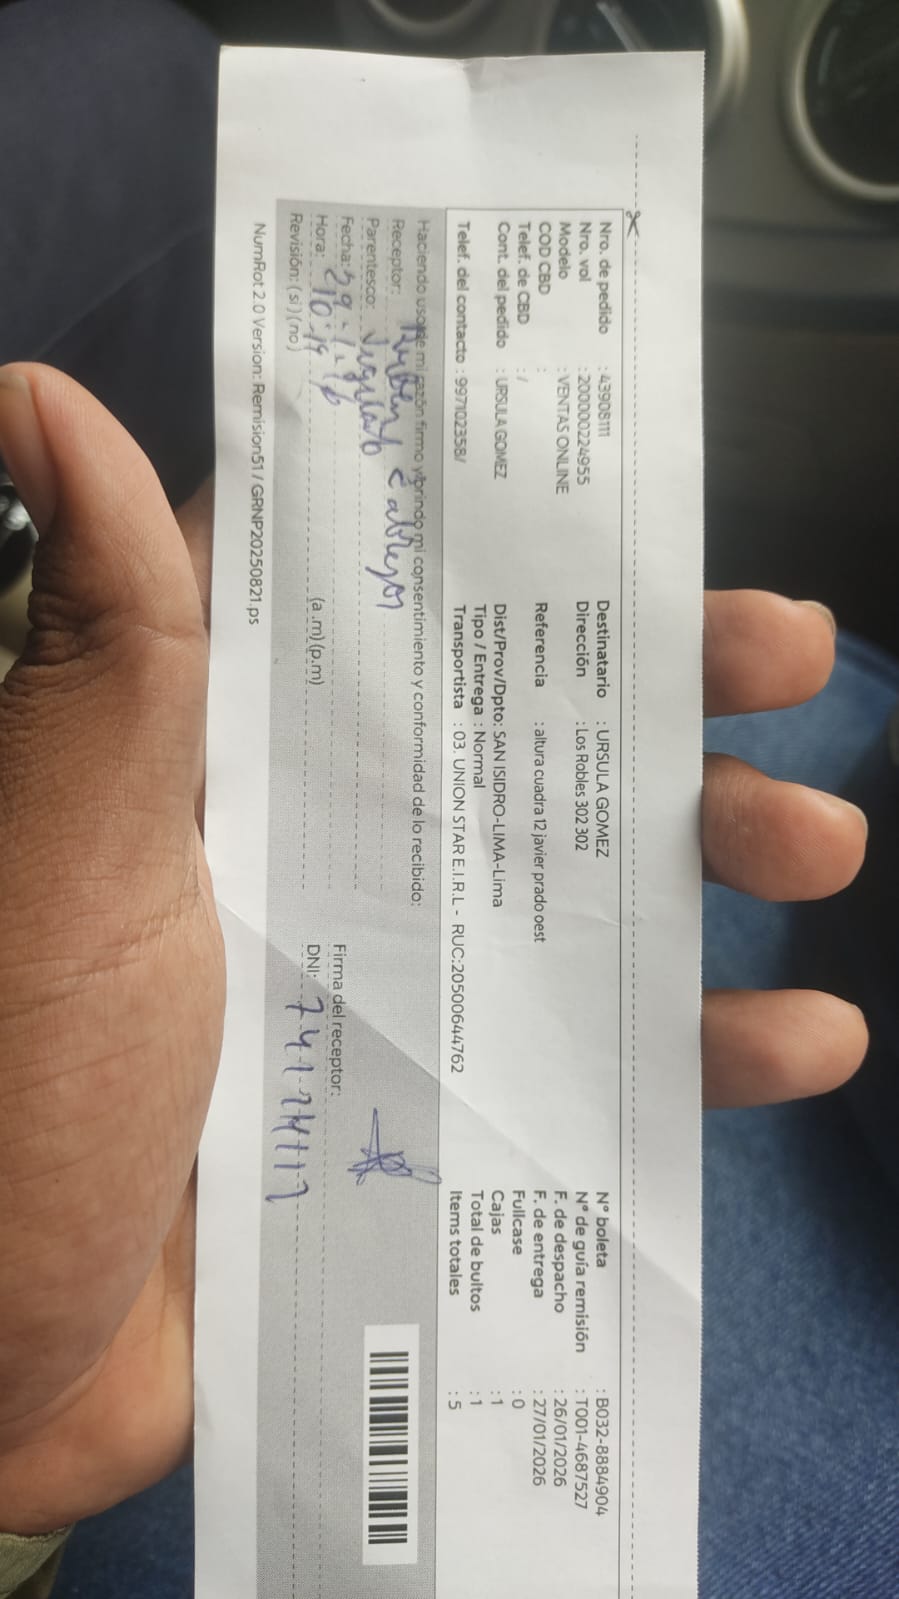 Nro. de pedido : 43908111
Nro. vol : 200000224955
Modelo : VENTAS ONLINE
COD CBD :
Telef. de CBD : /
Cont. del pedido : URSULA GOMEZ
Telef. del contacto : 997102358/
Destinatario : URSULA GOMEZ
Dirección : Los Robles 302 302
Referencia : altura cuadra 12 javier prado oest
Dist/Prov/Dpto: SAN ISIDRO-LIMA-Lima
Tipo / Entrega : Normal
Transportista : 03. UNION STAR E.I.R.L - RUC:20500644762
N° boleta : B032-8884904
N° de guía remisión : T001-4687527
F. de despacho : 26/01/2026
F. de entrega : 27/01/2026
Fullcase : 0
Cajas : 1
Total de bultos : 1
Items totales : 5
Haciendo uso de mi razón firmo y brindo mi consentimiento y conformidad de lo recibido:
Receptor:
Parentesco:
Fecha:
Hora: 10:19 (a .m) (p.m)
Revisión: ( si ) ( no )
Firma del receptor:
DNI:
NumRot 2.0 Version: Remision51 / GRNP20250821.ps